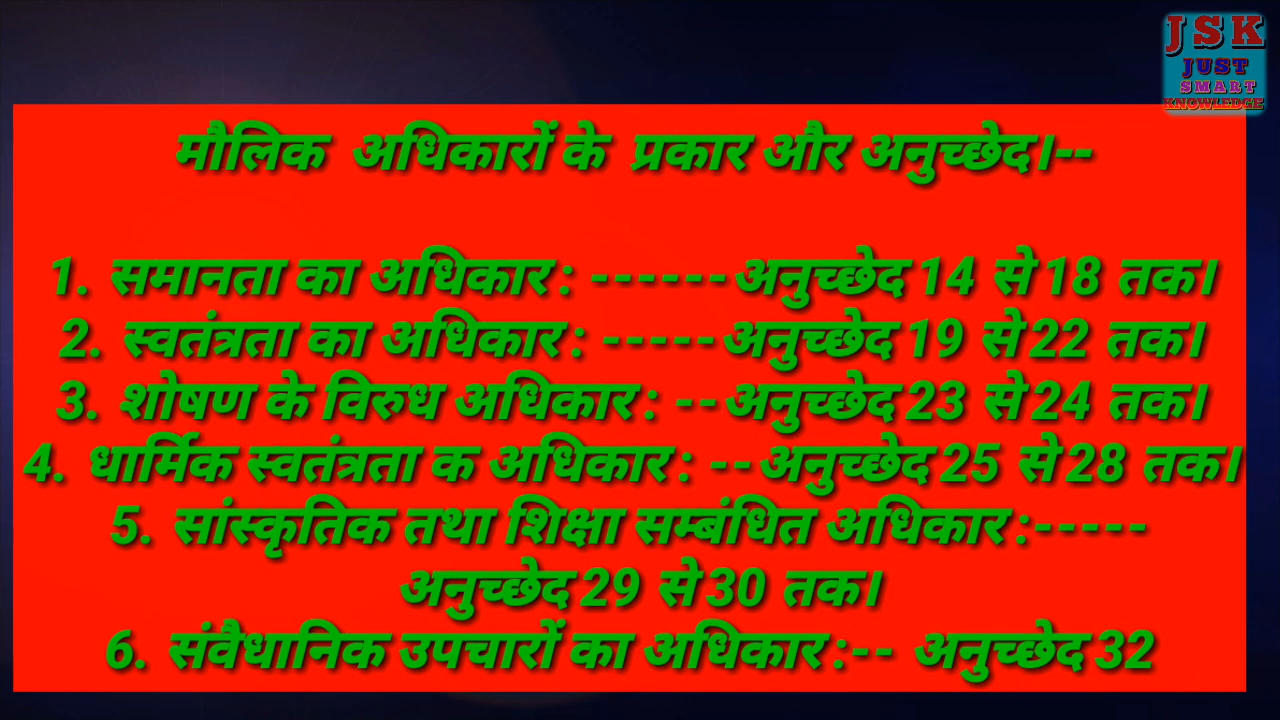 JSK
JUST
SMART
KNOWLEDGE
मौलिक अधिकारों के प्रकार और अनुच्छेद।--
1. समानता का अधिकार: ------अनुच्छेद 14 से 18 तक।
2. स्वतंत्रता का अधिकार: -----अनुच्छेद 19 से 22 तक।
3. शोषण के विरुध अधिकार: --अनुच्छेद 23 से 24 तक।
4. धार्मिक स्वतंत्रता क अधिकार: --अनुच्छेद 25 से 28 तक।
5. सांस्कृतिक तथा शिक्षा सम्बंधित अधिकार:-----
अनुच्छेद 29 से 30 तक।
6. संवैधानिक उपचारों का अधिकार:-- अनुच्छेद 32